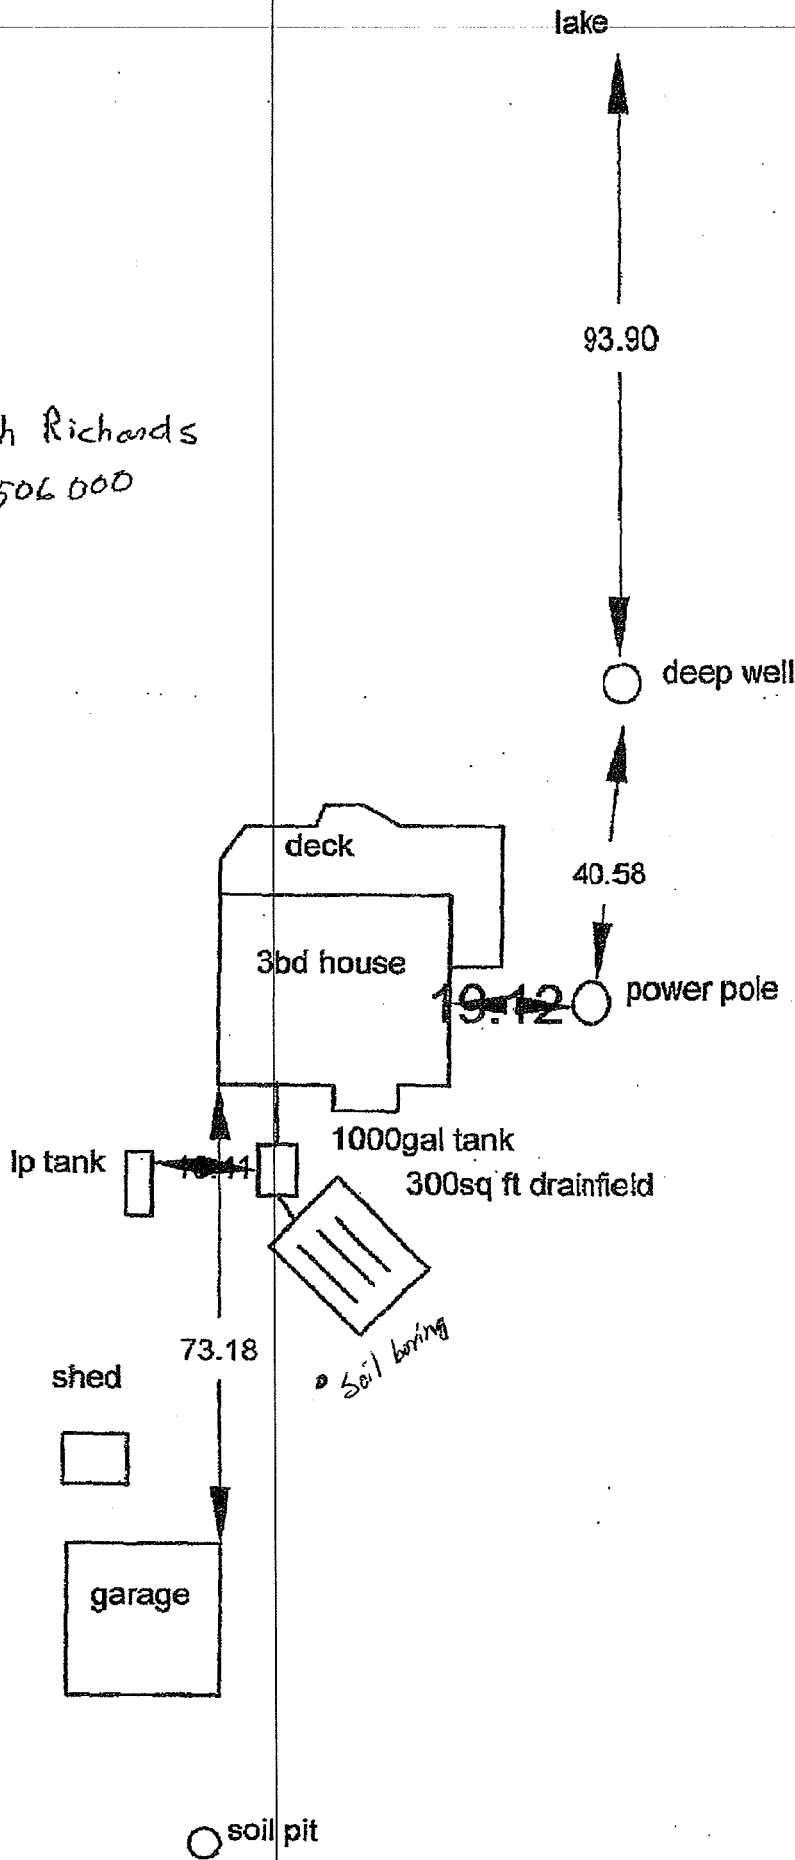 lake
93.90
h Richards
506 000
deep well
deck
40.58
3bd house
19.12
power pole
1000gal tank
lp tank
300sq ft drainfield
73.18
soil boring
shed
garage
soil pit